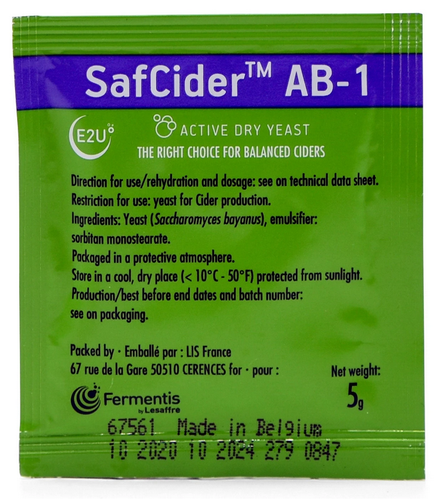 SafCider™ AB-1
E2U
ACTIVE DRY YEAST
THE RIGHT CHOICE FOR BALANCED CIDERS
Direction for use/rehydration and dosage: see on technical data sheet.
Restriction for use: yeast for Cider production.
Ingredients: Yeast (Saccharomyces bayanus), emulsifier:
sorbitan monostearate.
Packaged in a protective atmosphere.
Store in a cool, dry place (< 10°C - 50°F) protected from sunlight.
Production/best before end dates and batch number:
see on packaging.
Packed by · Emballé par : LIS France
67 rue de la Gare 50510 CERENCES for · pour :
Net weight:
5g
Fermentis
by Lesaffre
67561 Made in Belgium
10 2020 10 2024 279 0847